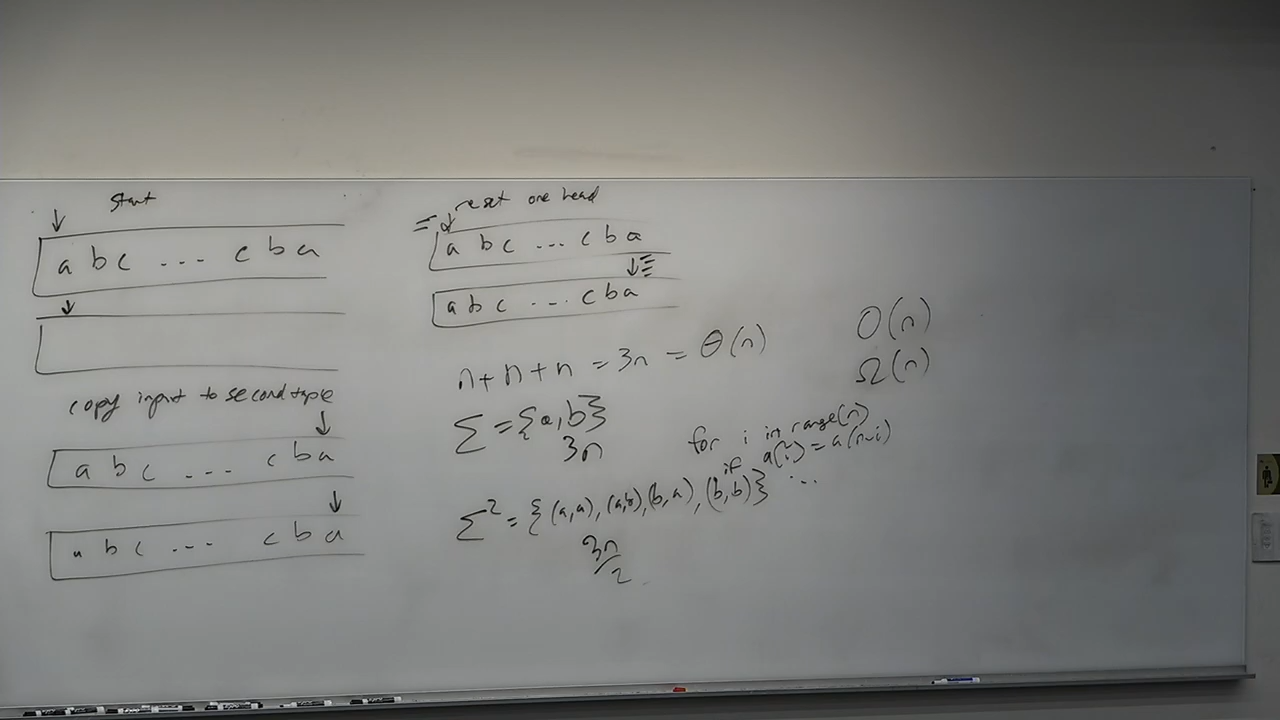 start
a b c ... c b a
copy input to second tape
a b c ... c b a
a b c ... c b a
reset one head
a b c ... c b a
a b c ... c b a
n+n+n = 3n = Θ(n)
Σ = {a,b}
3n
Σ² = {(a,a), (a,b), (b,a), (b,b)} ...
3n/2
O(n)
Ω(n)
for i in range(n)
if a(i) = a(n-i)